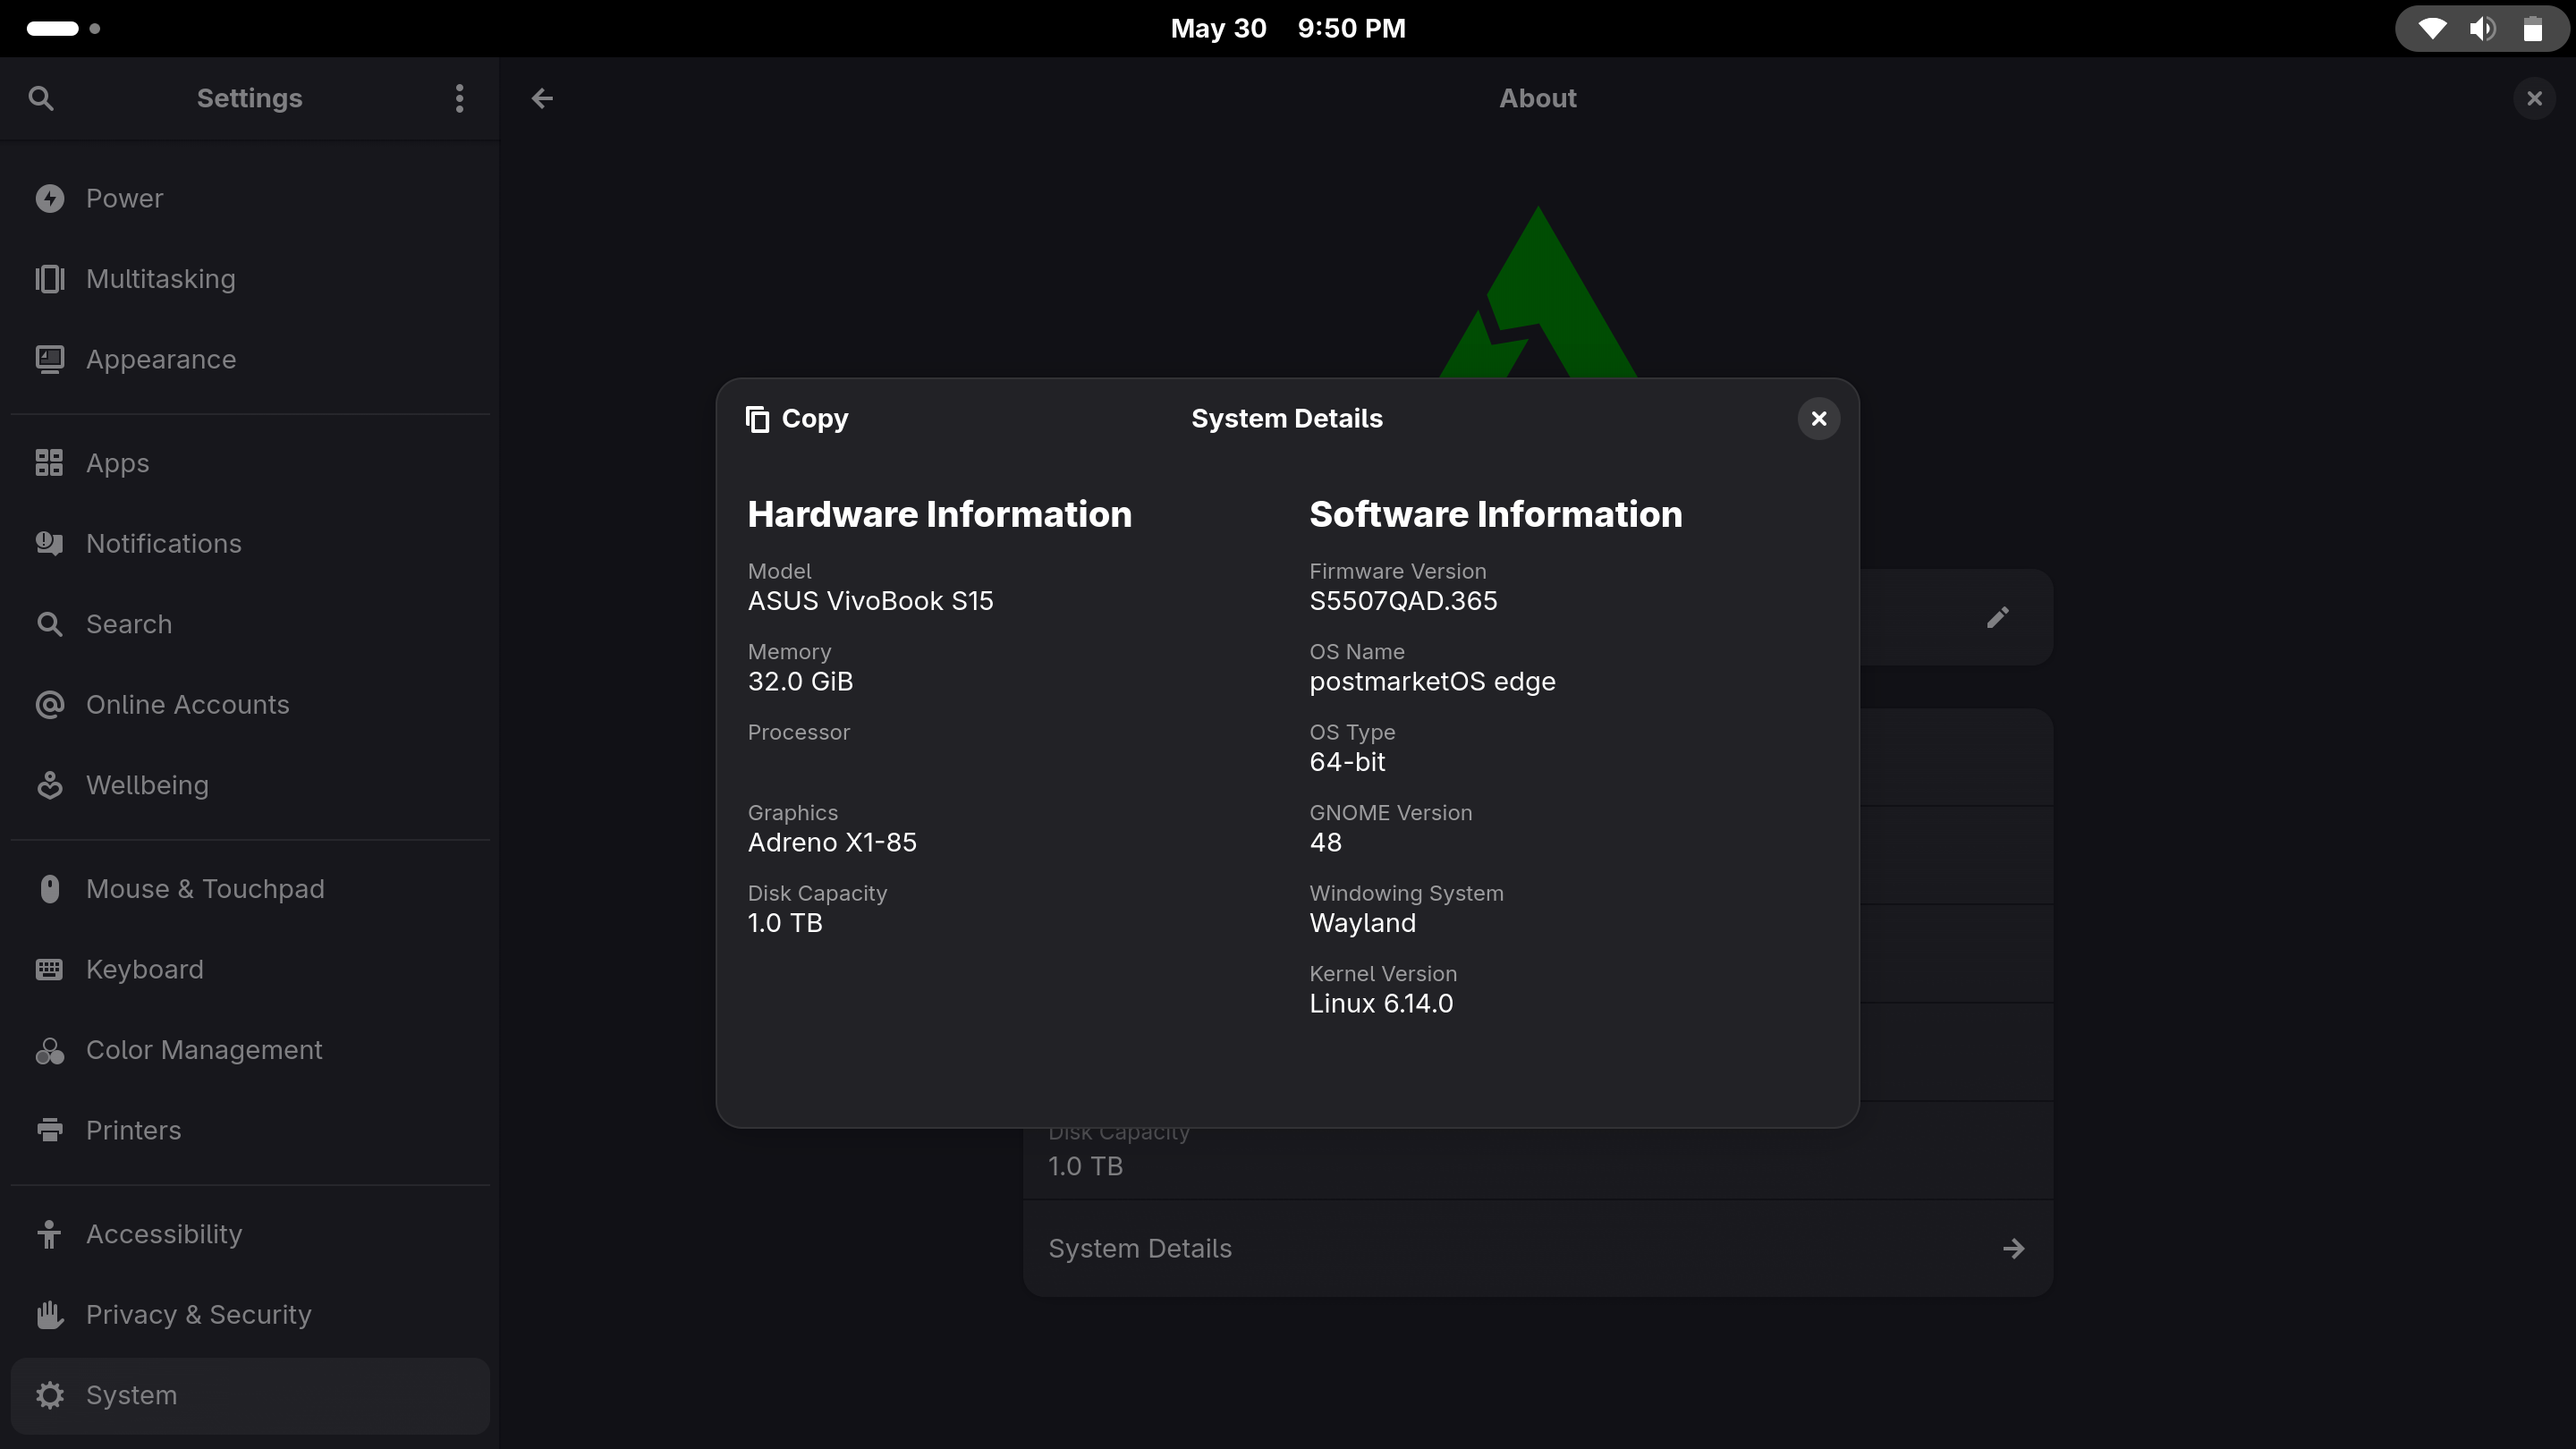 May 30 9:50 PM
Settings
Power
Multitasking
Appearance
Apps
Notifications
Search
Online Accounts
Wellbeing
Mouse & Touchpad
Keyboard
Color Management
Printers
Accessibility
Privacy & Security
System
About
Copy
System Details
Hardware Information
Model
ASUS VivoBook S15
Memory
32.0 GiB
Processor
Graphics
Adreno X1-85
Disk Capacity
1.0 TB
Software Information
Firmware Version
S5507QAD.365
OS Name
postmarketOS edge
OS Type
64-bit
GNOME Version
48
Windowing System
Wayland
Kernel Version
Linux 6.14.0
Disk Capacity
1.0 TB
System Details